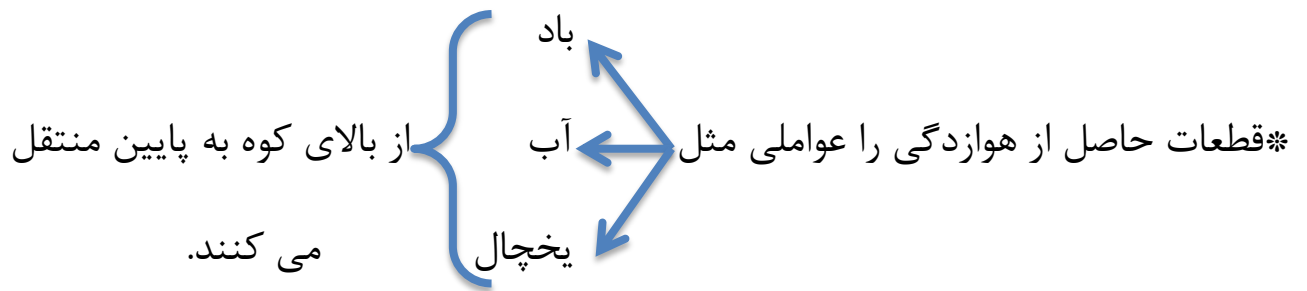 باد
*قطعات حاصل از هوازدگی را عواملی مثل آب از بالای کوه به پایین منتقل
یخچال می کنند.